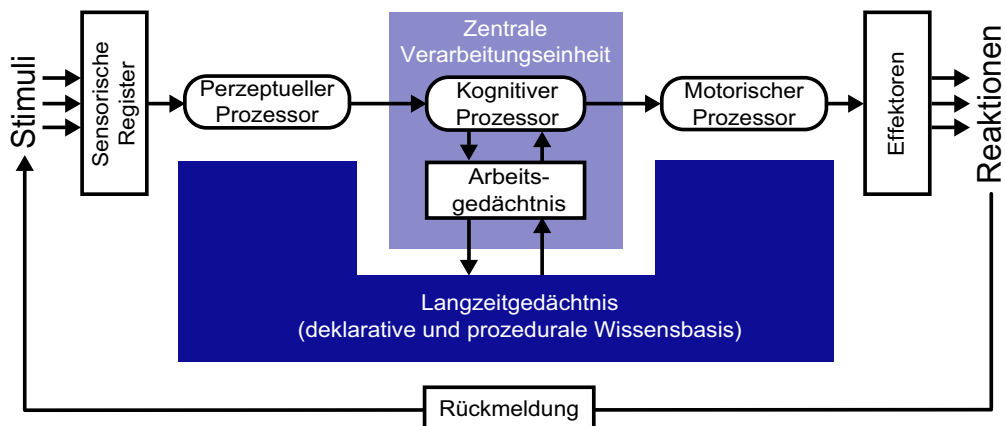 Stimuli
Sensorische
Register
Perzeptueller
Prozessor
Zentrale
Verarbeitungseinheit
Kognitiver
Prozessor
Arbeits-
gedächtnis
Motorischer
Prozessor
Effektoren
Reaktionen
Langzeitgedächtnis
(deklarative und prozedurale Wissensbasis)
Rückmeldung